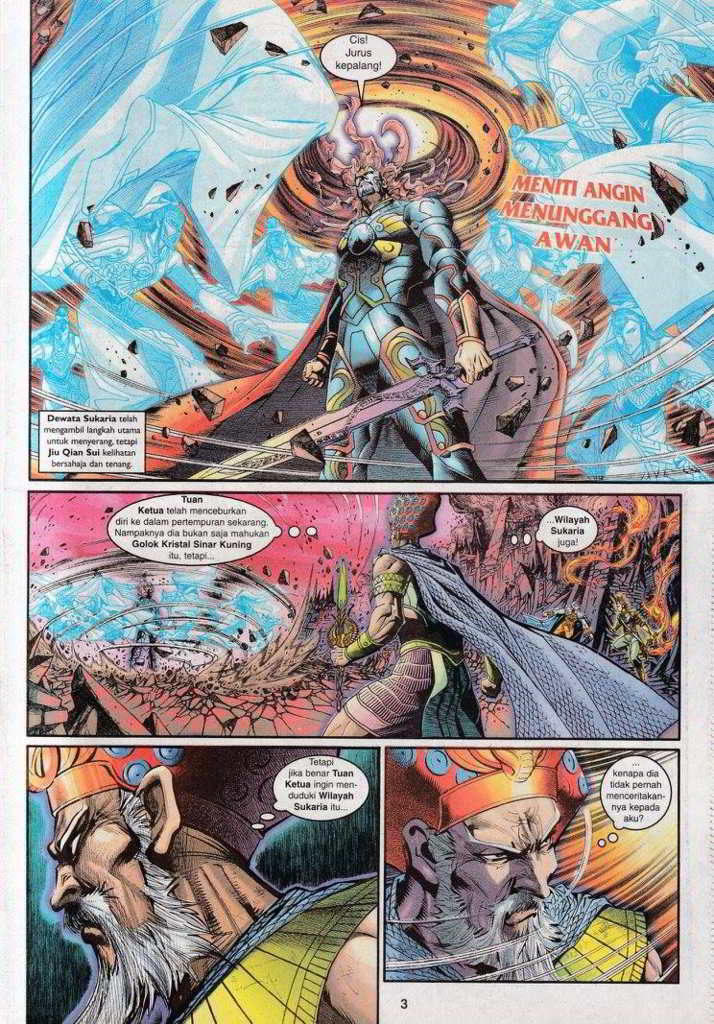 Cis!
Jurus
kepalang!
MENITI ANGIN
MENUNGGANG
AWAN
Dewata Sukaria telah
mengambil langkah utama
untuk menyerang, tetapi
Jiu Qian Sui kelihatan
bersahaja dan tenang.
Tuan
Ketua telah menceburkan
diri ke dalam pertempuran sekarang.
Nampaknya dia bukan saja mahukan
Golok Kristal Sinar Kuning
itu, tetapi...
...Wilayah
Sukaria
juga!
Tetapi
jika benar Tuan
Ketua ingin men-
duduki Wilayah
Sukaria itu...
...
kenapa dia
tidak pernah
menceritakan-
nya kepada
aku?
3